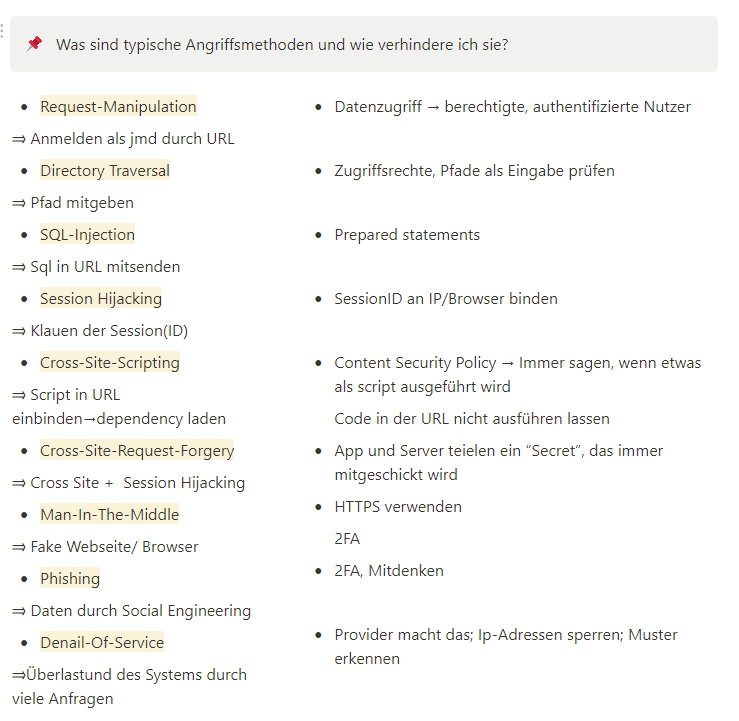 Was sind typische Angriffsmethoden und wie verhindere ich sie?
• Request-Manipulation
⇒ Anmelden als jmd durch URL
• Directory Traversal
⇒ Pfad mitgeben
• SQL-Injection
⇒ Sql in URL mitsenden
• Session Hijacking
⇒ Klauen der Session(ID)
• Cross-Site-Scripting
⇒ Script in URL
einbinden→dependency laden
• Cross-Site-Request-Forgery
⇒ Cross Site + Session Hijacking
• Man-In-The-Middle
⇒ Fake Webseite/ Browser
• Phishing
⇒ Daten durch Social Engineering
• Denail-Of-Service
⇒Überlastund des Systems durch
viele Anfragen
• Datenzugriff → berechtigte, authentifizierte Nutzer
• Zugriffsrechte, Pfade als Eingabe prüfen
• Prepared statements
• SessionID an IP/Browser binden
• Content Security Policy → Immer sagen, wenn etwas
als script ausgeführt wird
Code in der URL nicht ausführen lassen
• App und Server teielen ein “Secret”, das immer
mitgeschickt wird
• HTTPS verwenden
2FA
• 2FA, Mitdenken
• Provider macht das; Ip-Adressen sperren; Muster
erkennen